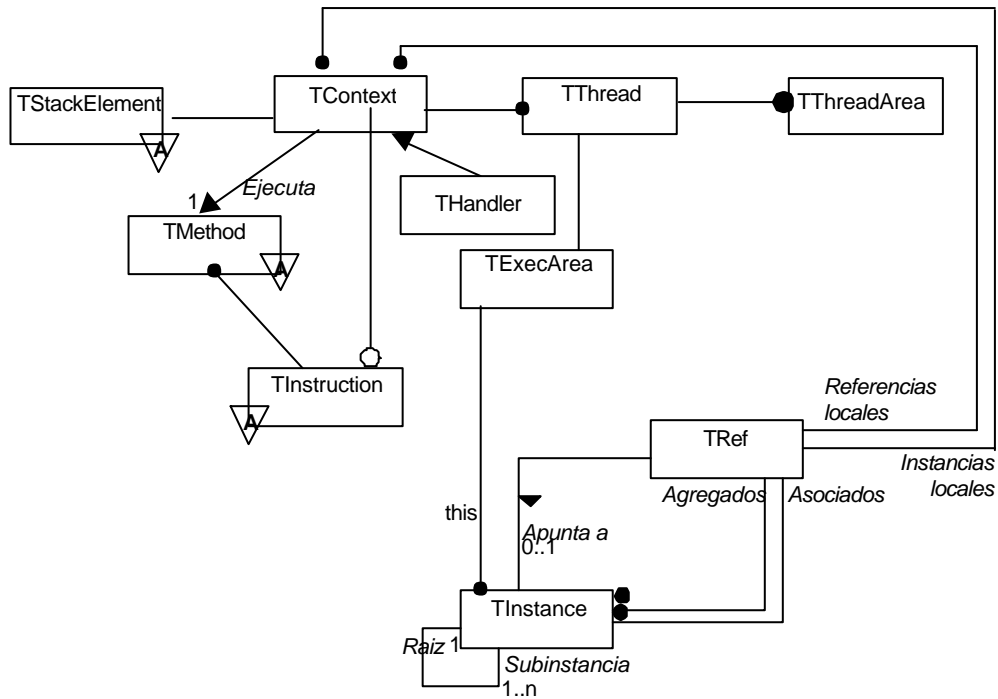 TContext
TThread
TThreadArea
TStackElement
A
Ejecuta
1
THandler
TMethod
A
TExecArea
TInstruction
A
Referencias
locales
TRef
Instancias
locales
Agregados
Asociados
this
Apunta a
0..1
TInstance
Raiz 1
Subinstancia
1..n